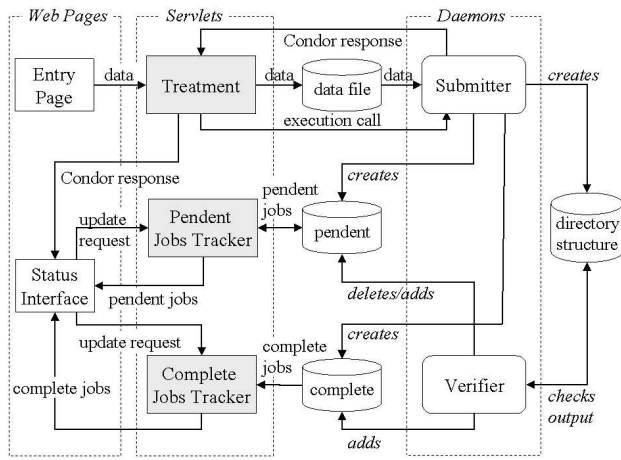 Web Pages
Servlets
Daemons
Condor response
Entry
Page
data
Treatment
data
data file
data
Submitter
creates
execution call
Condor response
creates
pendent
jobs
update
request
Pendent
Jobs Tracker
pendent
directory
structure
Status
Interface
pendent jobs
deletes/adds
update request
creates
complete
jobs
complete jobs
Complete
Jobs Tracker
complete
Verifier
checks
output
adds